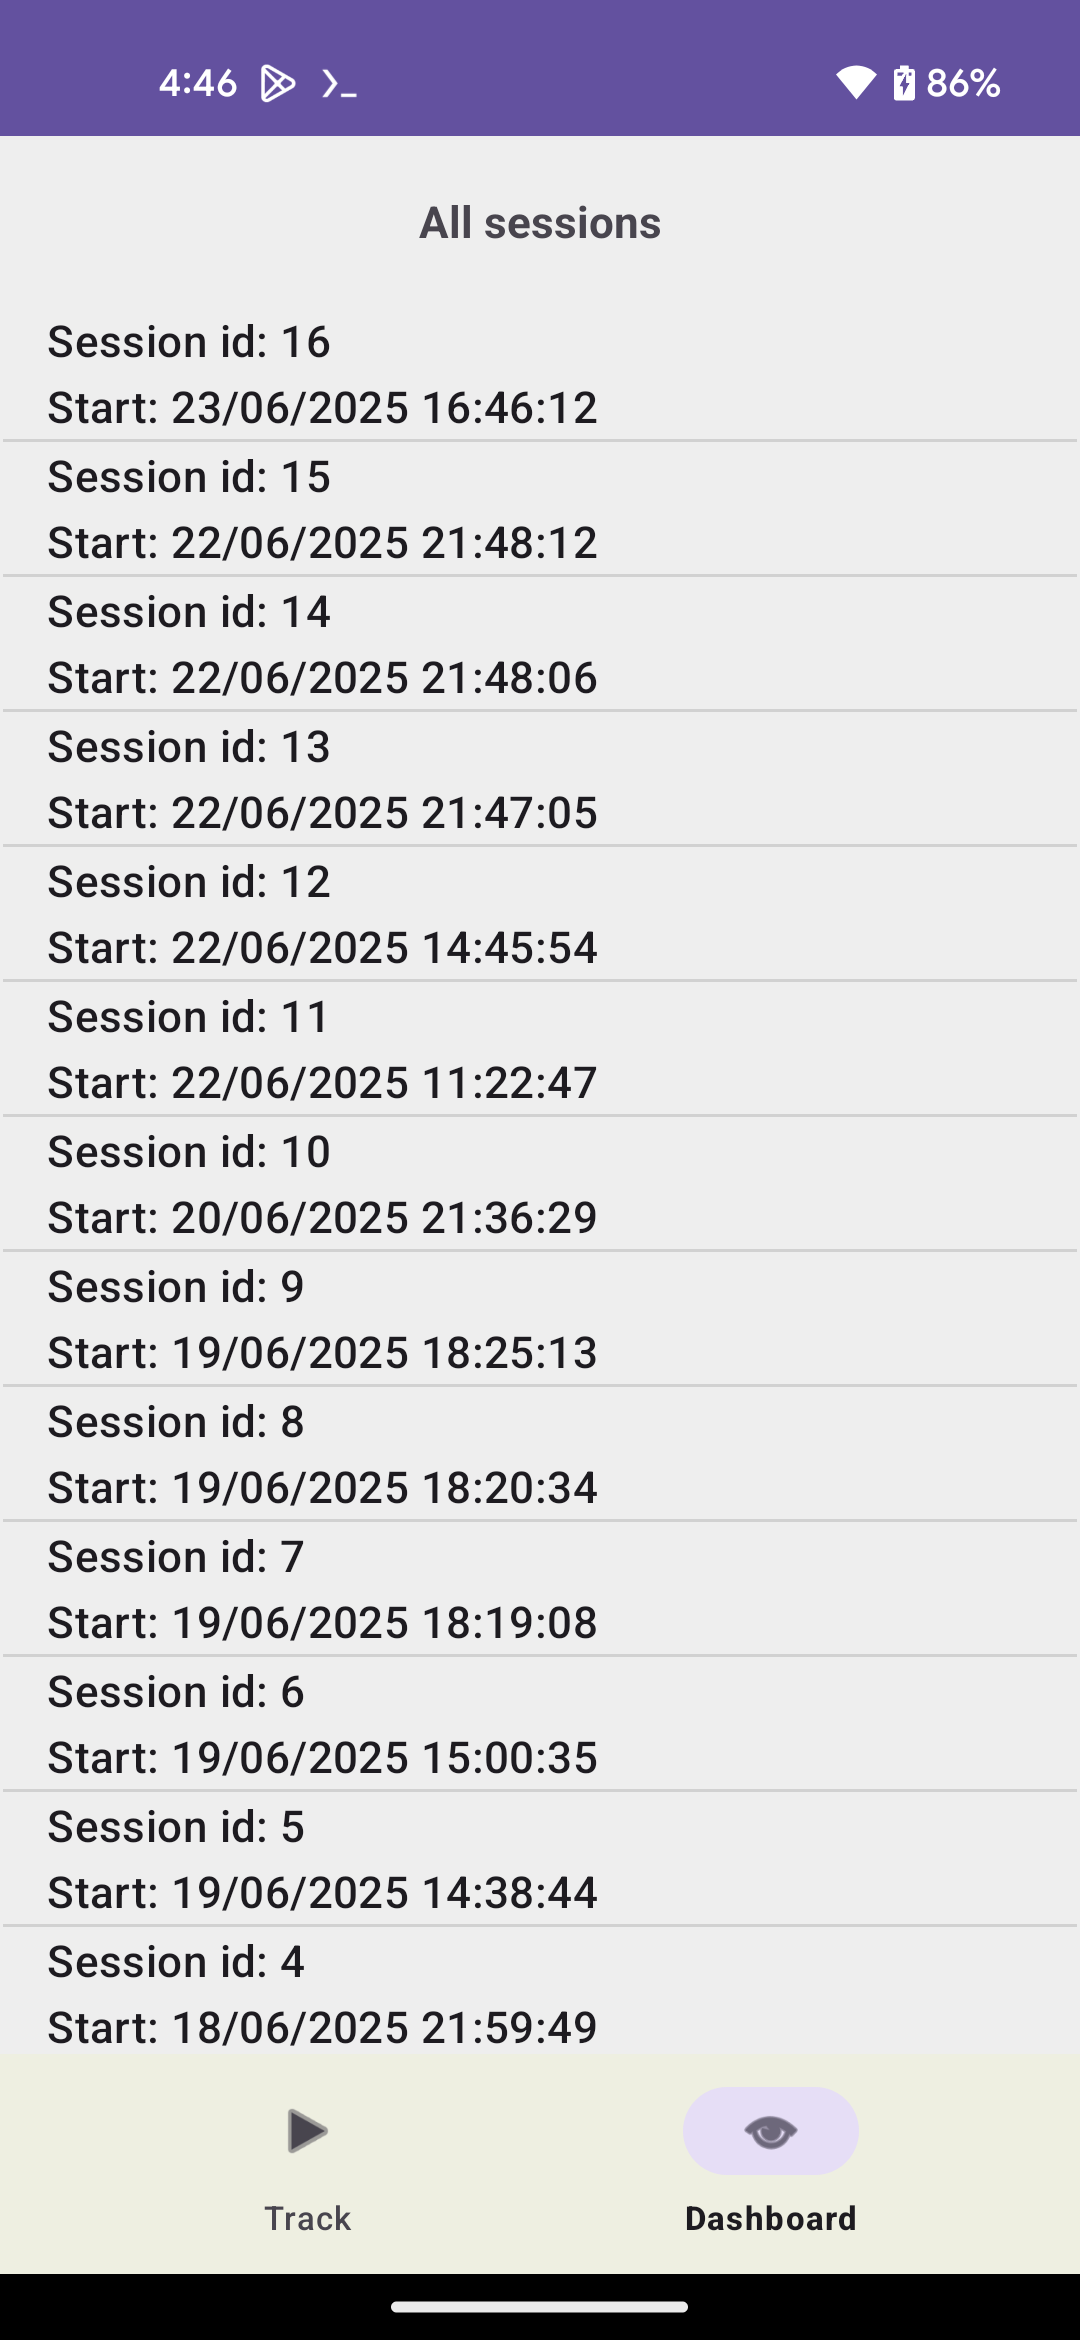 4:46
86%
All sessions
Session id: 16
Start: 23/06/2025 16:46:12
Session id: 15
Start: 22/06/2025 21:48:12
Session id: 14
Start: 22/06/2025 21:48:06
Session id: 13
Start: 22/06/2025 21:47:05
Session id: 12
Start: 22/06/2025 14:45:54
Session id: 11
Start: 22/06/2025 11:22:47
Session id: 10
Start: 20/06/2025 21:36:29
Session id: 9
Start: 19/06/2025 18:25:13
Session id: 8
Start: 19/06/2025 18:20:34
Session id: 7
Start: 19/06/2025 18:19:08
Session id: 6
Start: 19/06/2025 15:00:35
Session id: 5
Start: 19/06/2025 14:38:44
Session id: 4
Start: 18/06/2025 21:59:49
Track
Dashboard